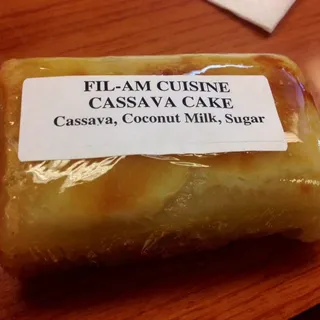 FIL-AM CUISINE
CASSAVA CAKE
Cassava, Coconut Milk, Sugar